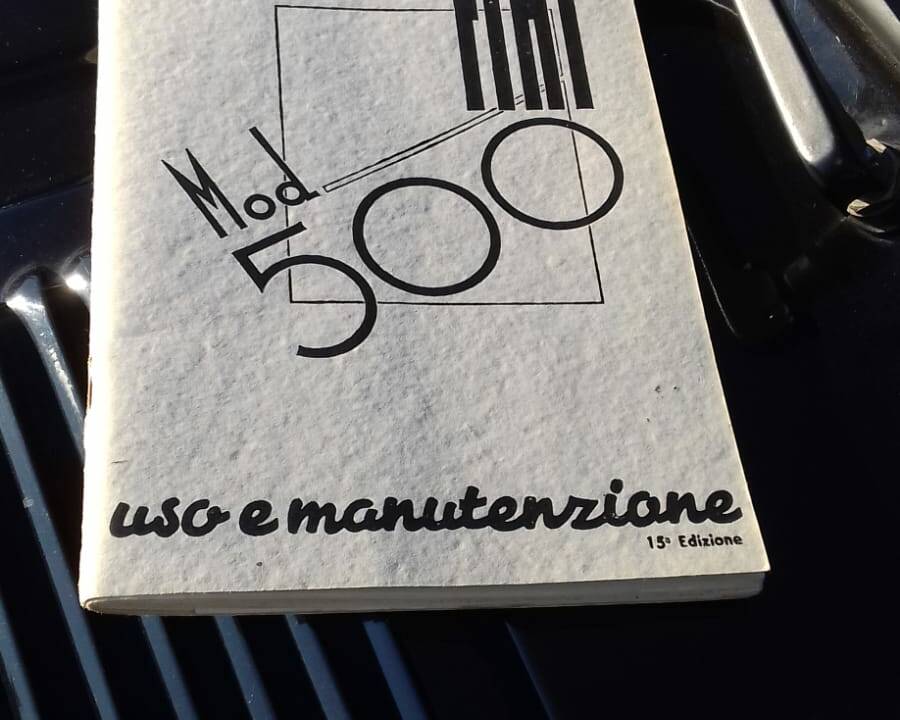 FIAT
Mod
500
uso e manutenzione
15ª Edizione